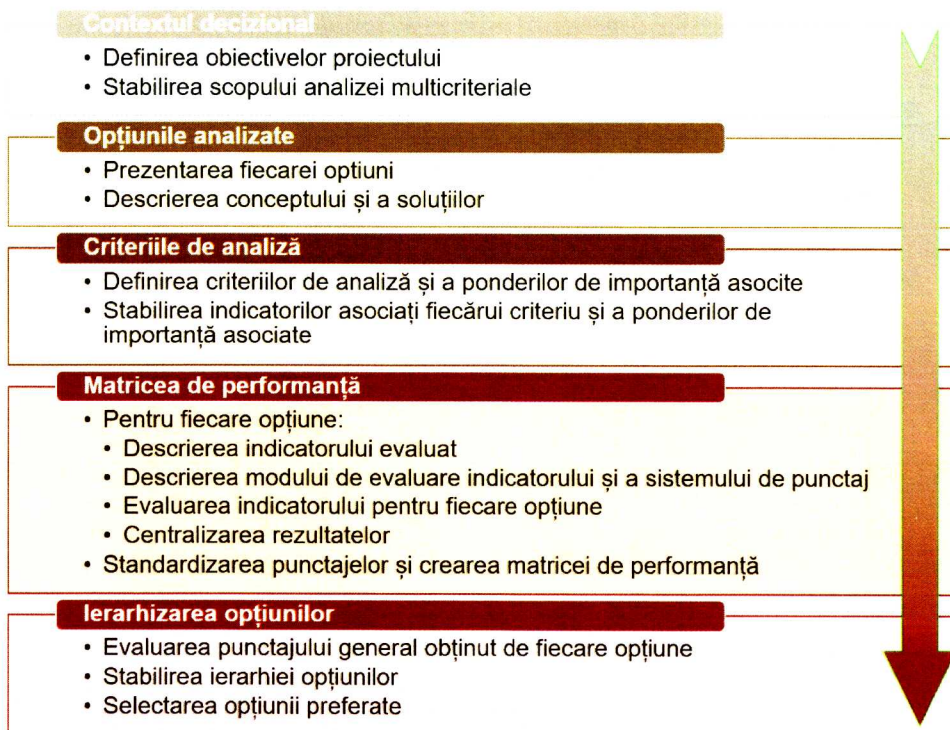 Contextul decizional
• Definirea obiectivelor proiectului
• Stabilirea scopului analizei multicriteriale
Opțiunile analizate
• Prezentarea fiecarei optiuni
• Descrierea conceptului și a soluțiilor
Criteriile de analiză
• Definirea criteriilor de analiză și a ponderilor de importanță asocite
• Stabilirea indicatorilor asociați fiecărui criteriu și a ponderilor de
importanță asociate
Matricea de performanță
• Pentru fiecare opțiune:
• Descrierea indicatorului evaluat
• Descrierea modului de evaluare indicatorului și a sistemului de punctaj
• Evaluarea indicatorului pentru fiecare opțiune
• Centralizarea rezultatelor
• Standardizarea punctajelor și crearea matricei de performanță
Ierarhizarea opțiunilor
• Evaluarea punctajului general obținut de fiecare opțiune
• Stabilirea ierarhiei opțiunilor
• Selectarea opțiunii preferate